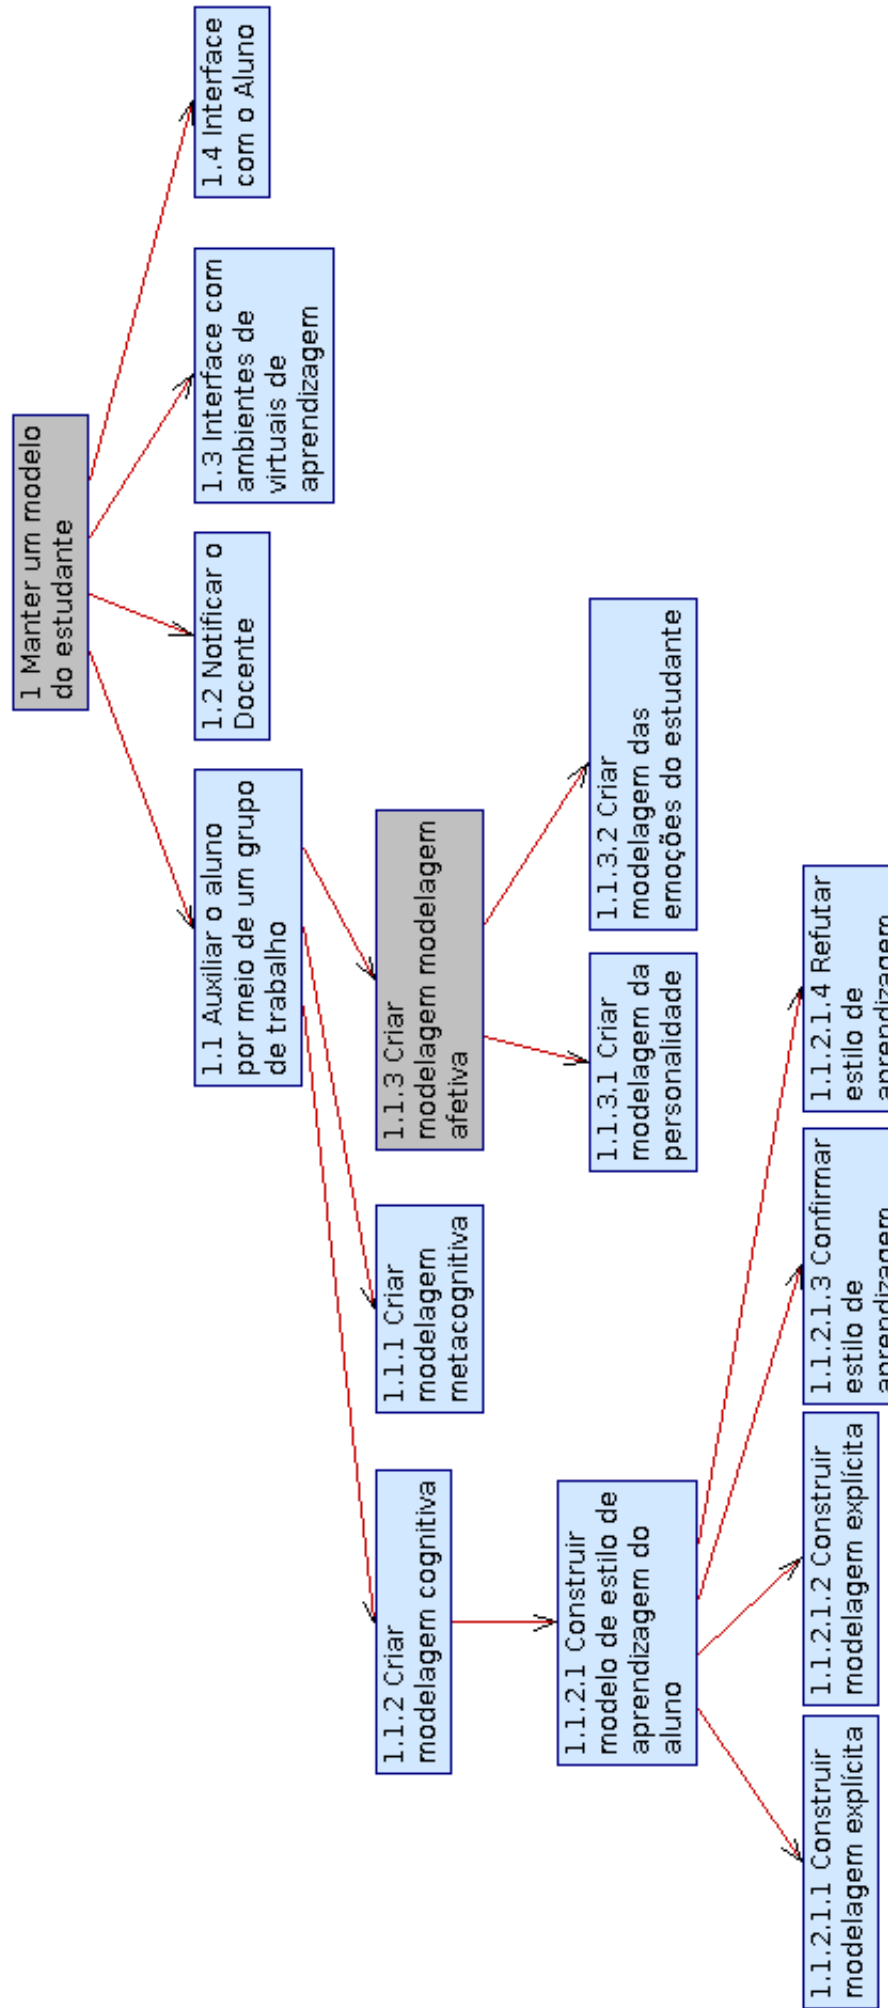 1 Manter um modelo
do estudante
1.1 Auxiliar o aluno
por meio de um grupo
de trabalho
1.2 Notificar o
Docente
1.3 Interface com
ambientes de
virtuais de
aprendizagem
1.4 Interface
com o Aluno
1.1.2 Criar
modelagem cognitiva
1.1.1 Criar
modelagem
metacognitiva
1.1.3 Criar
modelagem modelagem
afetiva
1.1.2.1 Construir
modelo de estilo de
aprendizagem do
aluno
1.1.3.1 Criar
modelagem da
personalidade
1.1.3.2 Criar
modelagem das
emoções do estudante
1.1.2.1.1 Construir
modelagem explícita
1.1.2.1.2 Construir
modelagem explícita
1.1.2.1.3 Confirmar
estilo de
aprendizagem
1.1.2.1.4 Refutar
estilo de
aprendizagem